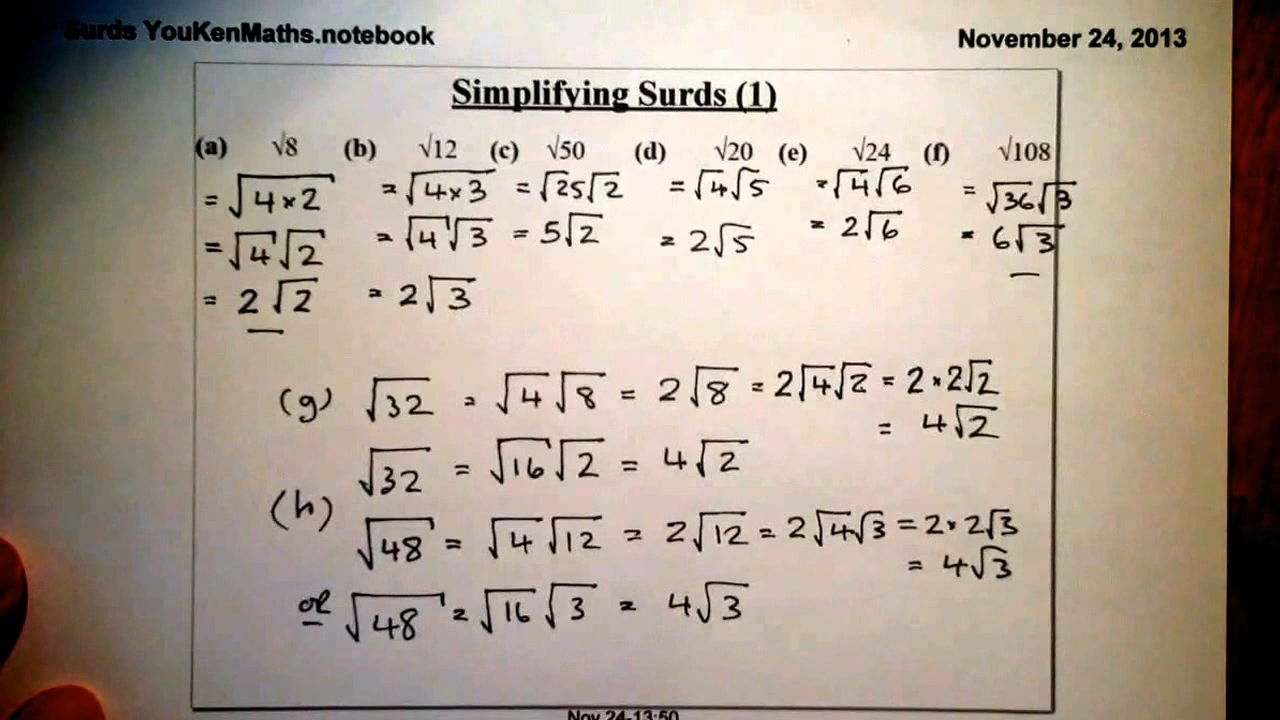 Surds YouKenMaths.notebook
November 24, 2013
Simplifying Surds (1)
(a) √8 (b) √12 (c) √50 (d) √20 (e) √24 (f) √108
= √4×2 = √4×3 = √25√2 = √4√5 = √4√6 = √36√3
= √4√2 = √4√3 = 5√2 = 2√5 = 2√6 = 6√3
= 2√2 = 2√3
(g) √32 = √4√8 = 2√8 = 2√4√2 = 2×2√2
= 4√2
√32 = √16√2 = 4√2
(h) √48 = √4√12 = 2√12 = 2√4√3 = 2×2√3
= 4√3
or √48 = √16√3 = 4√3
Nov 24-13:50